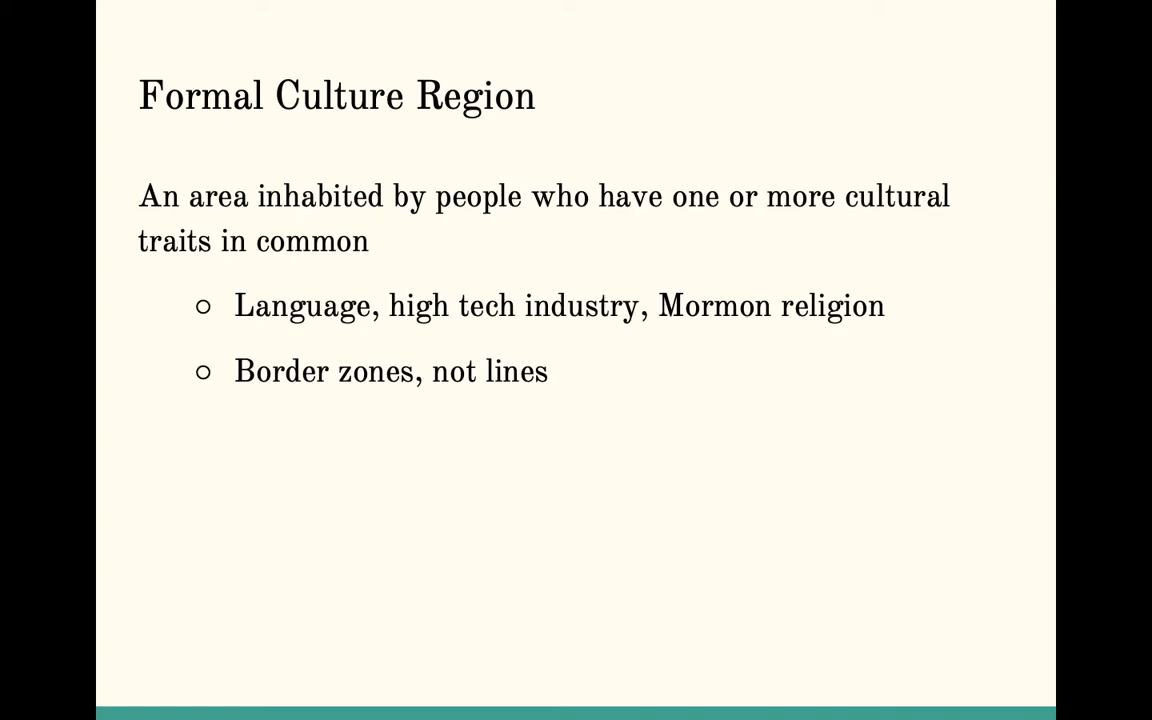 Formal Culture Region
An area inhabited by people who have one or more cultural
traits in common
○ Language, high tech industry, Mormon religion
○ Border zones, not lines